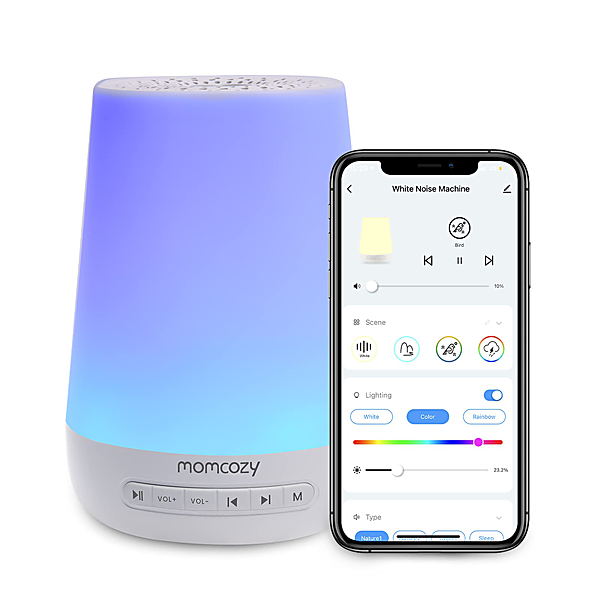 momcozy
VOL+ VOL- M
White Noise Machine
Bird
10%
Scene
White
Lighting
White Color Rainbow
23.2%
Type
Nature1 Sleep